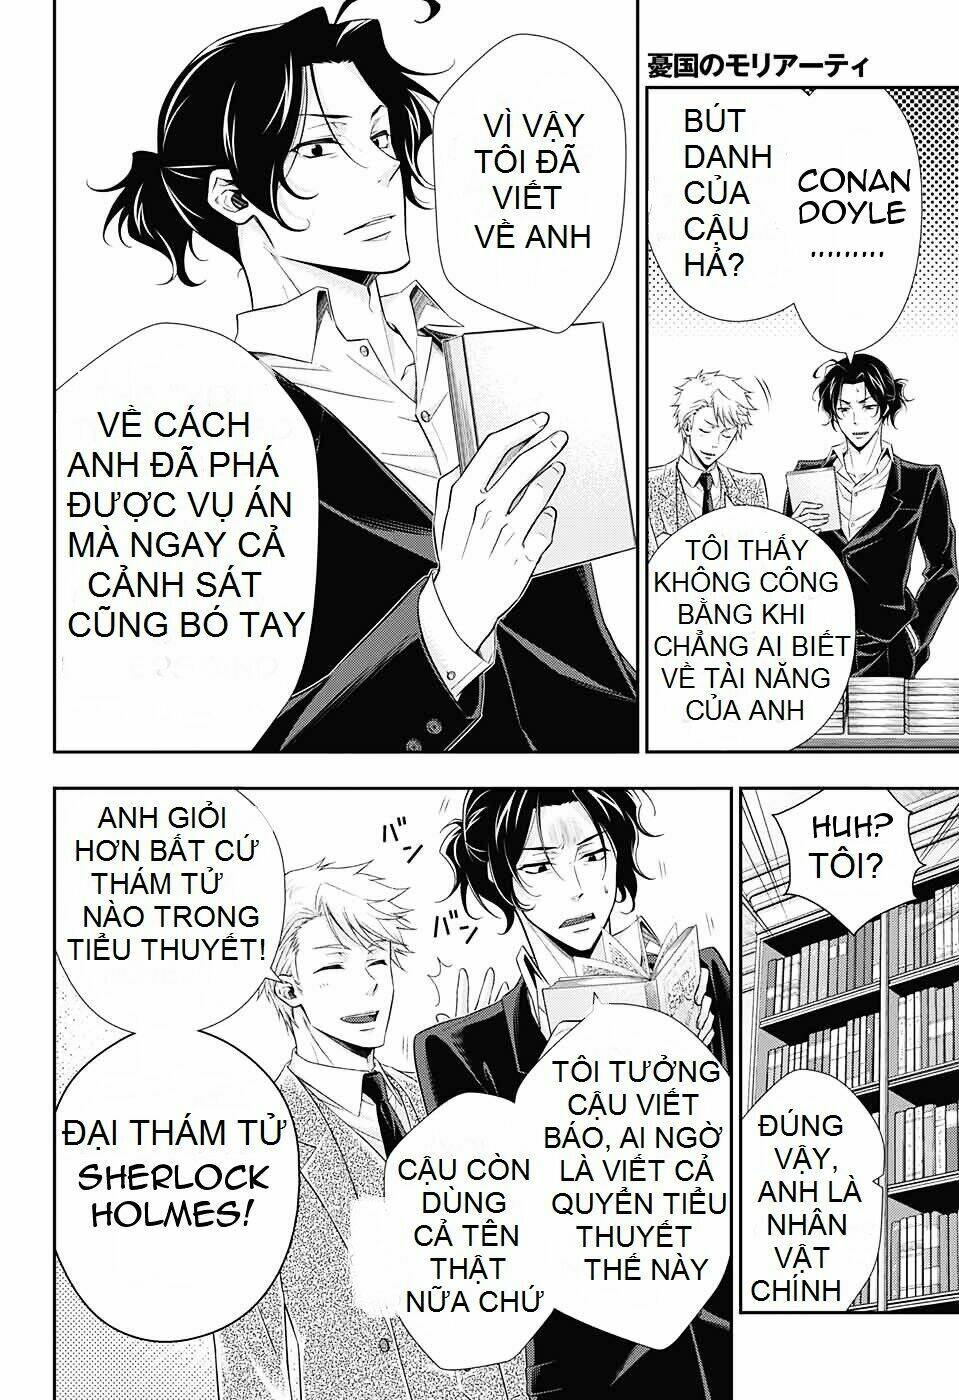 憂国のモリアーティ
CONAN
DOYLE
.........
BÚT
DANH
CỦA
CẬU
HẢ?
TÔI THẤY
KHÔNG CÔNG
BẰNG KHI
CHẲNG AI BIẾT
VỀ TÀI NĂNG
CỦA ANH
VÌ VẬY
TÔI ĐÃ
VIẾT
VỀ ANH
VỀ CÁCH
ANH ĐÃ PHÁ
ĐƯỢC VỤ ÁN
MÀ NGAY CẢ
CẢNH SÁT
CŨNG BÓ TAY
HUH?
TÔI?
ĐÚNG
VẬY,
ANH LÀ
NHÂN
VẬT
CHÍNH
TÔI TƯỞNG
CẬU VIẾT
BÁO, AI NGỜ
LÀ VIẾT CẢ
QUYỂN TIỂU
THUYẾT
THẾ NÀY
CẬU CÒN
DÙNG
CẢ TÊN
THẬT
NỮA CHỨ
バン
バン
ANH GIỎI
HƠN BẤT CỨ
THÁM TỬ
NÀO TRONG
TIỂU THUYẾT!
ĐẠI THÁM TỬ
SHERLOCK
HOLMES!